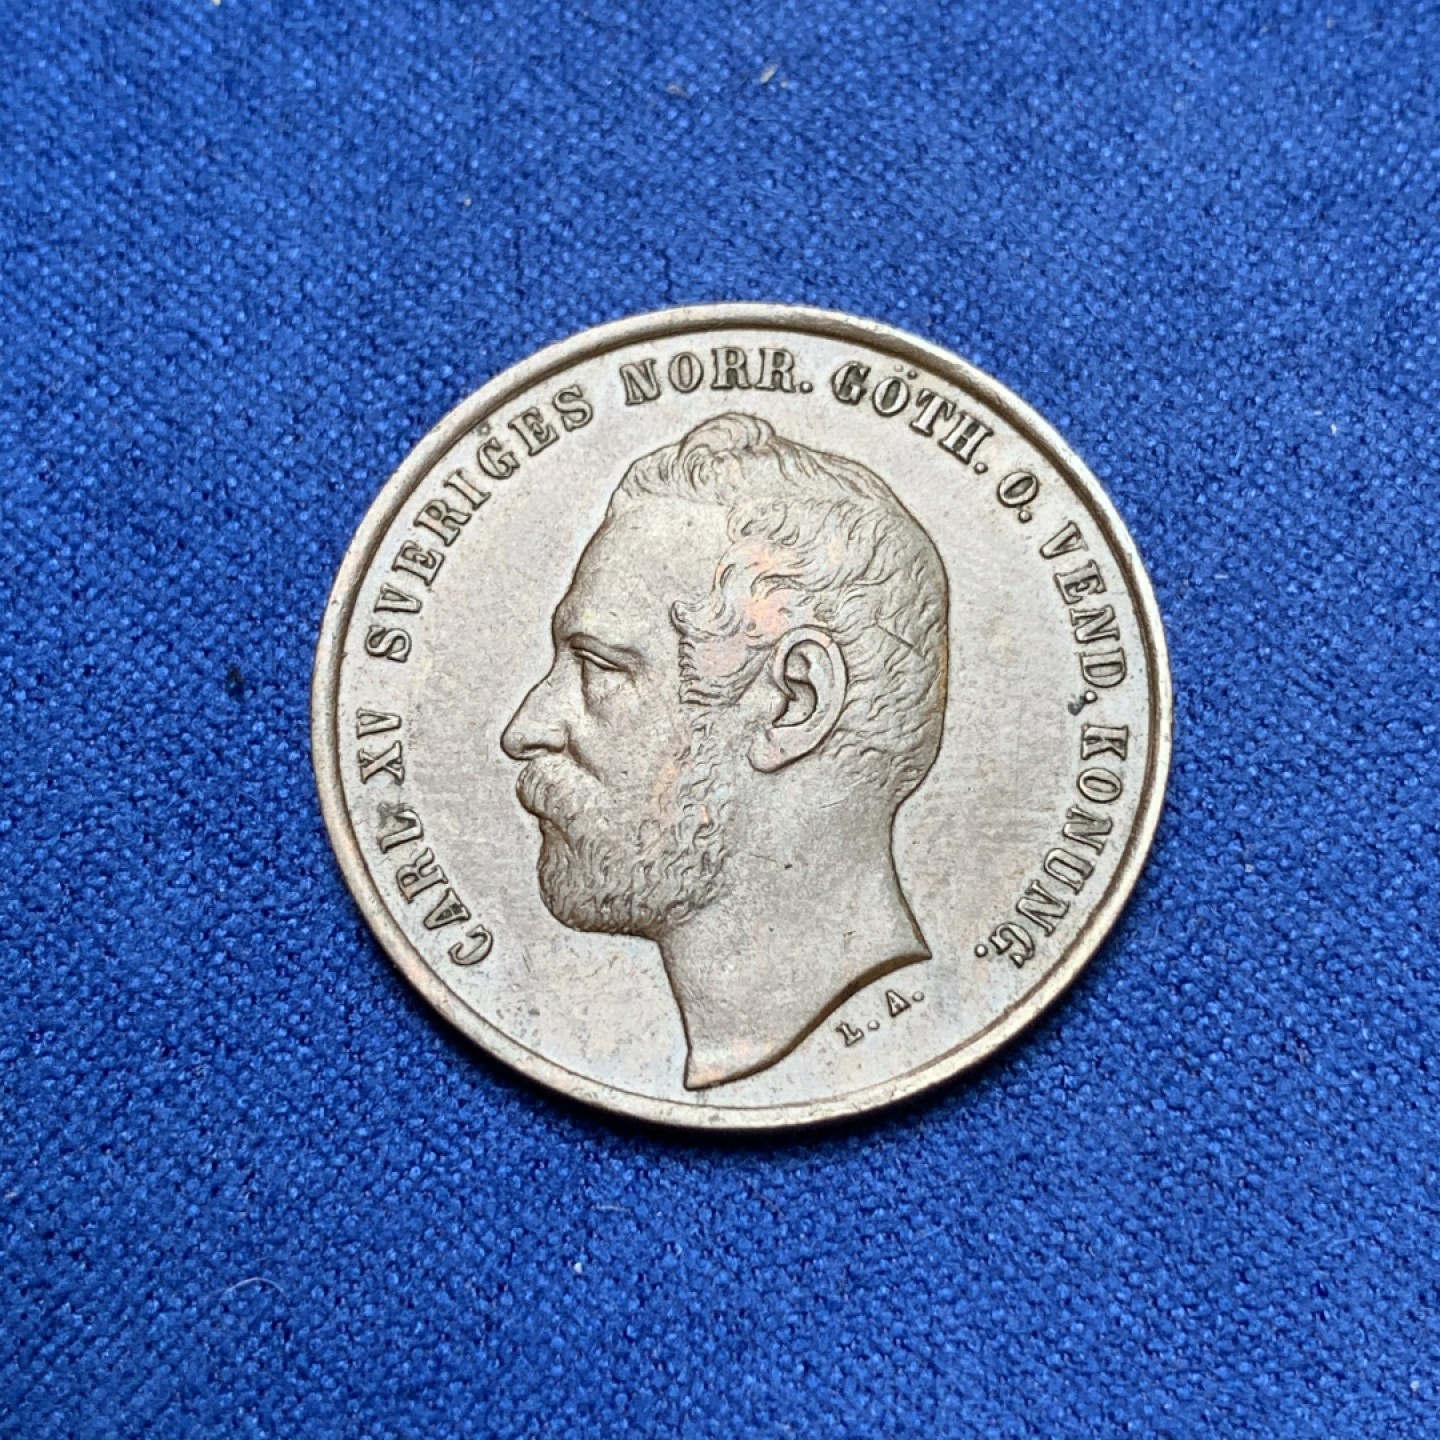 CARL XV SVERIGES NORR. GÖTH. O. VEND. KONUNG.
L. A.